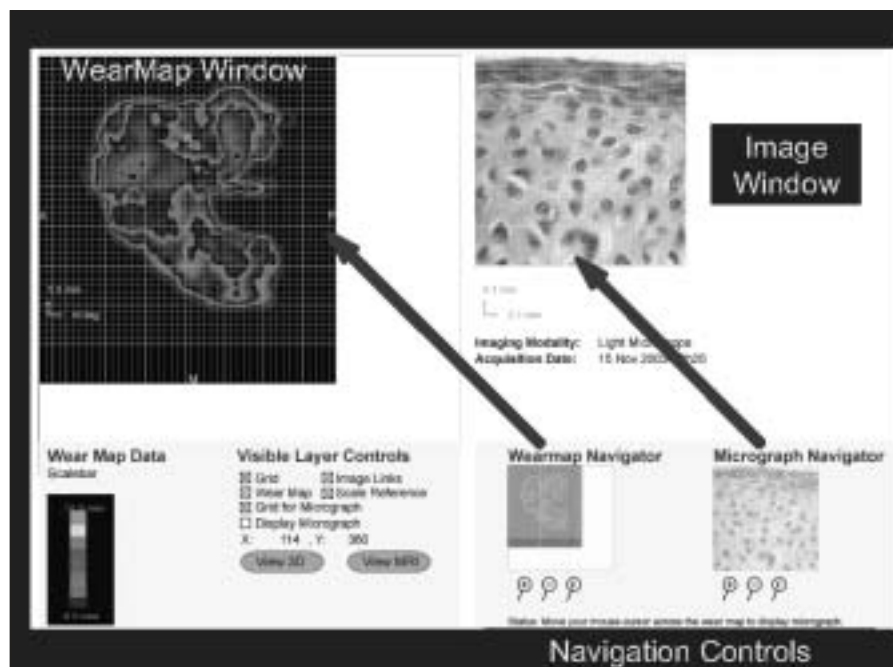 WearMap Window
Image
Window
Imaging Modality: Light
Acquisition Date: 15 Nov
Wear Map Data
Scalebar
Visible Layer Controls
Grid
Image Links
Wear Map
Scale Reference
Grid for Micrograph
Display Micrograph
X: 114 , Y: 360
View 3D
View MRI
Wearmap Navigator
Micrograph Navigator
Status: Move your mouse cursor across the wear map to display micrograph.
Navigation Controls